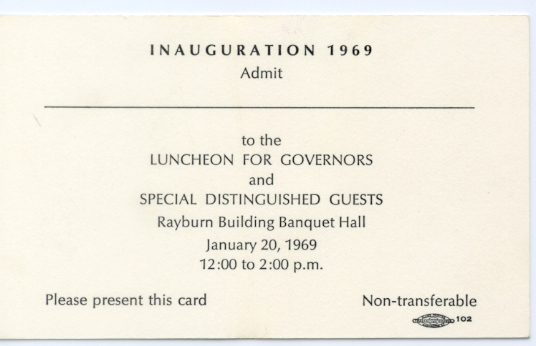 INAUGURATION 1969
Admit
to the
LUNCHEON FOR GOVERNORS
and
SPECIAL DISTINGUISHED GUESTS
Rayburn Building Banquet Hall
January 20, 1969
12:00 to 2:00 p.m.
Please present this card
Non-transferable
102